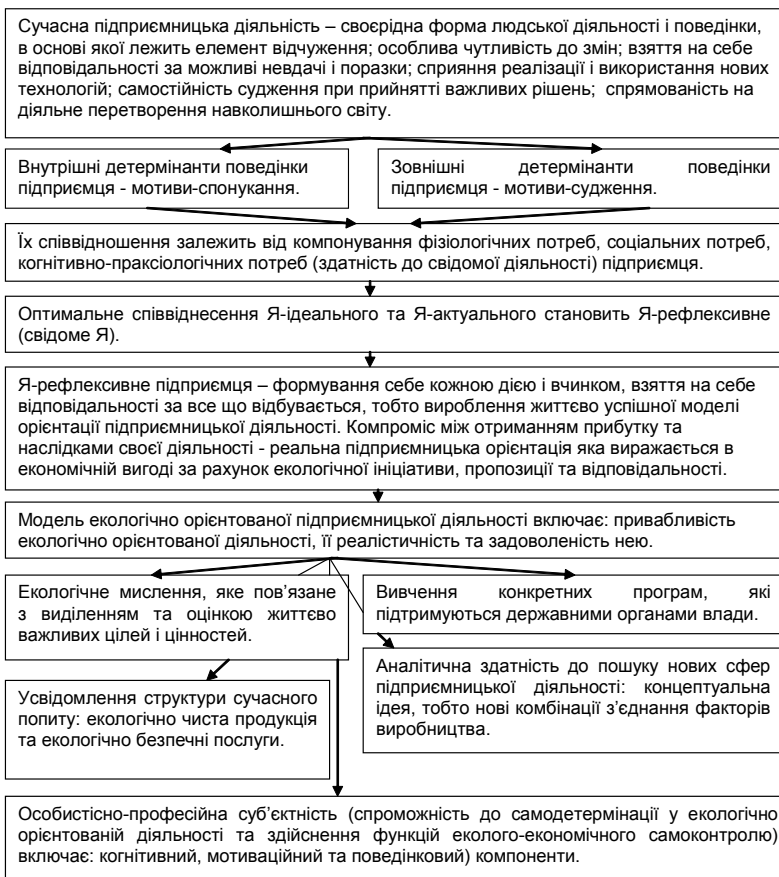 Сучасна підприємницька діяльність – своєрідна форма людської діяльності і поведінки,
в основі якої лежить елемент відчуження; особлива чутливість до змін; взяття на себе
відповідальності за можливі невдачі і поразки; сприяння реалізації і використання нових
технологій; самостійність судження при прийнятті важливих рішень; спрямованість на
діяльне перетворення навколишнього світу.
Внутрішні детермінанти поведінки
підприємця - мотиви-спонукання.
Зовнішні детермінанти поведінки
підприємця - мотиви-судження.
Їх співвідношення залежить від компонування фізіологічних потреб, соціальних потреб,
когнітивно-праксіологічних потреб (здатність до свідомої діяльності) підприємця.
Оптимальне співвіднесення Я-ідеального та Я-актуального становить Я-рефлексивне
(свідоме Я).
Я-рефлексивне підприємця – формування себе кожною дією і вчинком, взяття на себе
відповідальності за все що відбувається, тобто вироблення життєво успішної моделі
орієнтації підприємницької діяльності. Компроміс між отриманням прибутку та
наслідками своєї діяльності - реальна підприємницька орієнтація яка виражається в
економічній вигоді за рахунок екологічної ініціативи, пропозиції та відповідальності.
Модель екологічно орієнтованої підприємницької діяльності включає: привабливість
екологічно орієнтованої діяльності, її реалістичність та задоволеність нею.
Екологічне мислення, яке пов’язане
з виділенням та оцінкою життєво
важливих цілей і цінностей.
Вивчення конкретних програм, які
підтримуються державними органами влади.
Аналітична здатність до пошуку нових сфер
підприємницької діяльності: концептуальна
ідея, тобто нові комбінації з’єднання факторів
виробництва.
Усвідомлення структури сучасного
попиту: екологічно чиста продукція
та екологічно безпечні послуги.
Особистісно-професійна суб’єктність (спроможність до самодетермінації у екологічно
орієнтованій діяльності та здійснення функцій еколого-економічного самоконтролю)
включає: когнітивний, мотиваційний та поведінковий) компоненти.